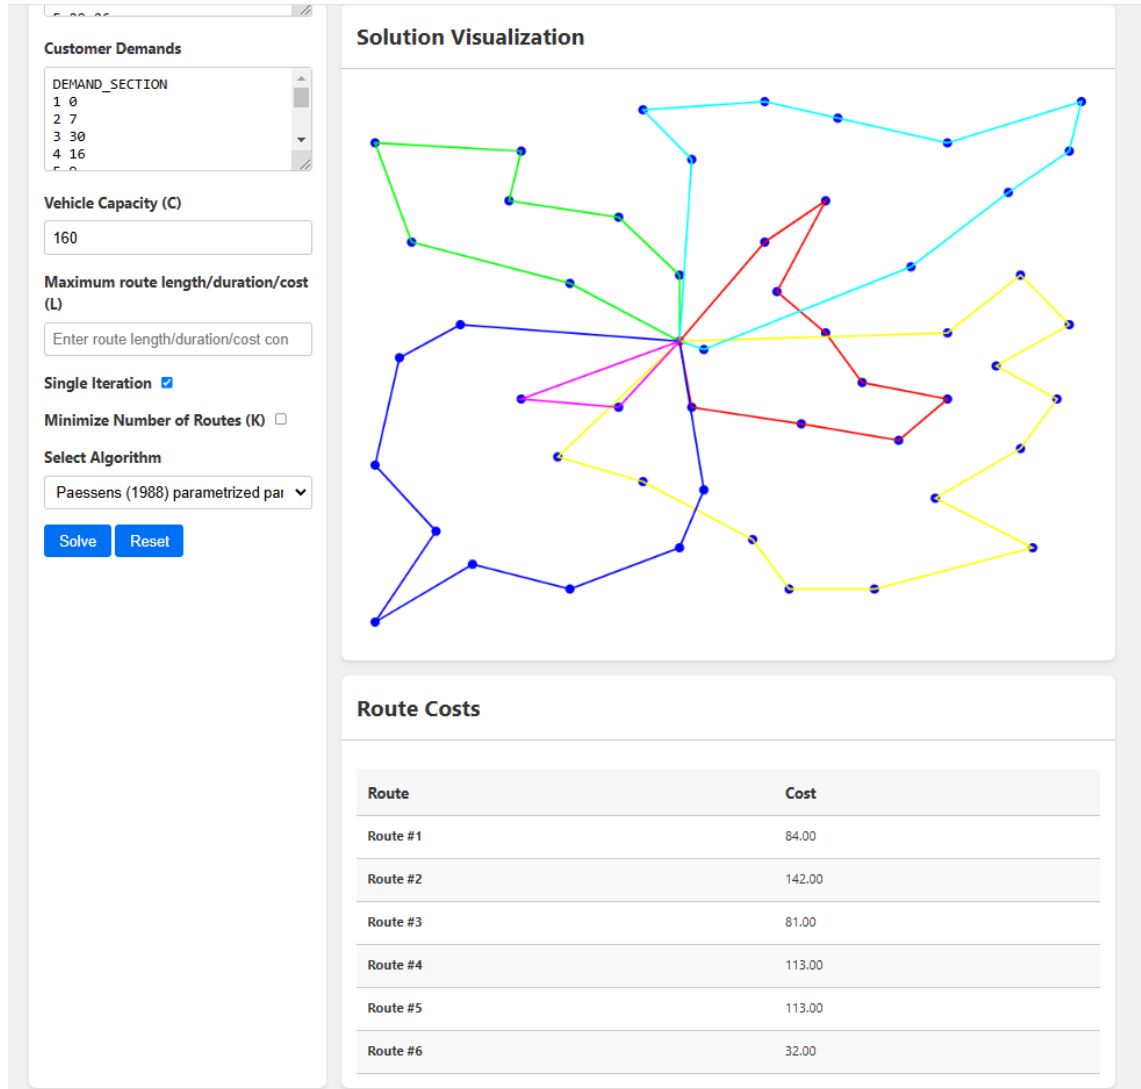 Customer Demands
DEMAND_SECTION
1 0
2 7
3 30
4 16
Vehicle Capacity (C)
160
Maximum route length/duration/cost
(L)
Enter route length/duration/cost con
Single Iteration
Minimize Number of Routes (K)
Select Algorithm
Paessens (1988) parametrized par
Solve Reset
Solution Visualization
Route Costs
Route Cost
Route #1 84.00
Route #2 142.00
Route #3 81.00
Route #4 113.00
Route #5 113.00
Route #6 32.00